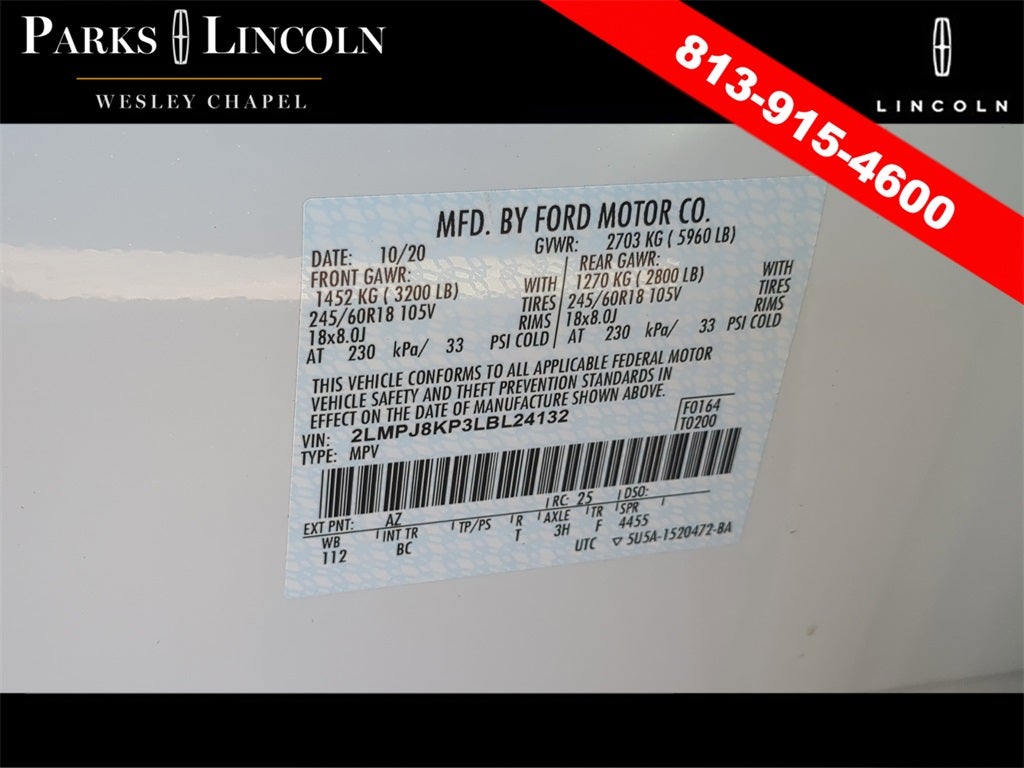 PARKS LINCOLN
WESLEY CHAPEL
LINCOLN
813-915-4600
MFD. BY FORD MOTOR CO.
DATE: 10/20 GVWR: 2703 KG ( 5960 LB)
FRONT GAWR: REAR GAWR:
1452 KG ( 3200 LB) WITH 1270 KG ( 2800 LB) WITH
245/60R18 105V TIRES 245/60R18 105V TIRES
18x8.0J RIMS 18x8.0J RIMS
AT 230 kPa/ 33 PSI COLD AT 230 kPa/ 33 PSI COLD
THIS VEHICLE CONFORMS TO ALL APPLICABLE FEDERAL MOTOR
VEHICLE SAFETY AND THEFT PREVENTION STANDARDS IN
EFFECT ON THE DATE OF MANUFACTURE SHOWN ABOVE.
VIN: 2LMPJ8KP3LBL24132 F0164
TYPE: MPV T0200
EXT PNT: AZ RC: 25 DSO:
WB INT TR TP/PS R AXLE TR SPR
112 BC T 3H F 4455
UTC ▽ 5U5A-1520472-BA